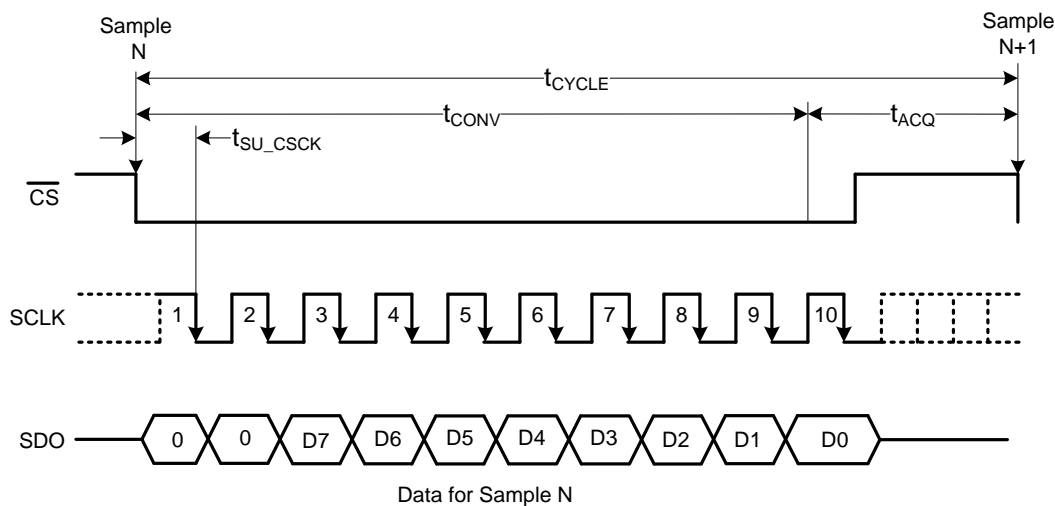 Sample
N
Sample
N+1
tCYCLE
tCONV
tACQ
tSU_CSCK
CS
SCLK
1 2 3 4 5 6 7 8 9 10
SDO
0 0 D7 D6 D5 D4 D3 D2 D1 D0
Data for Sample N